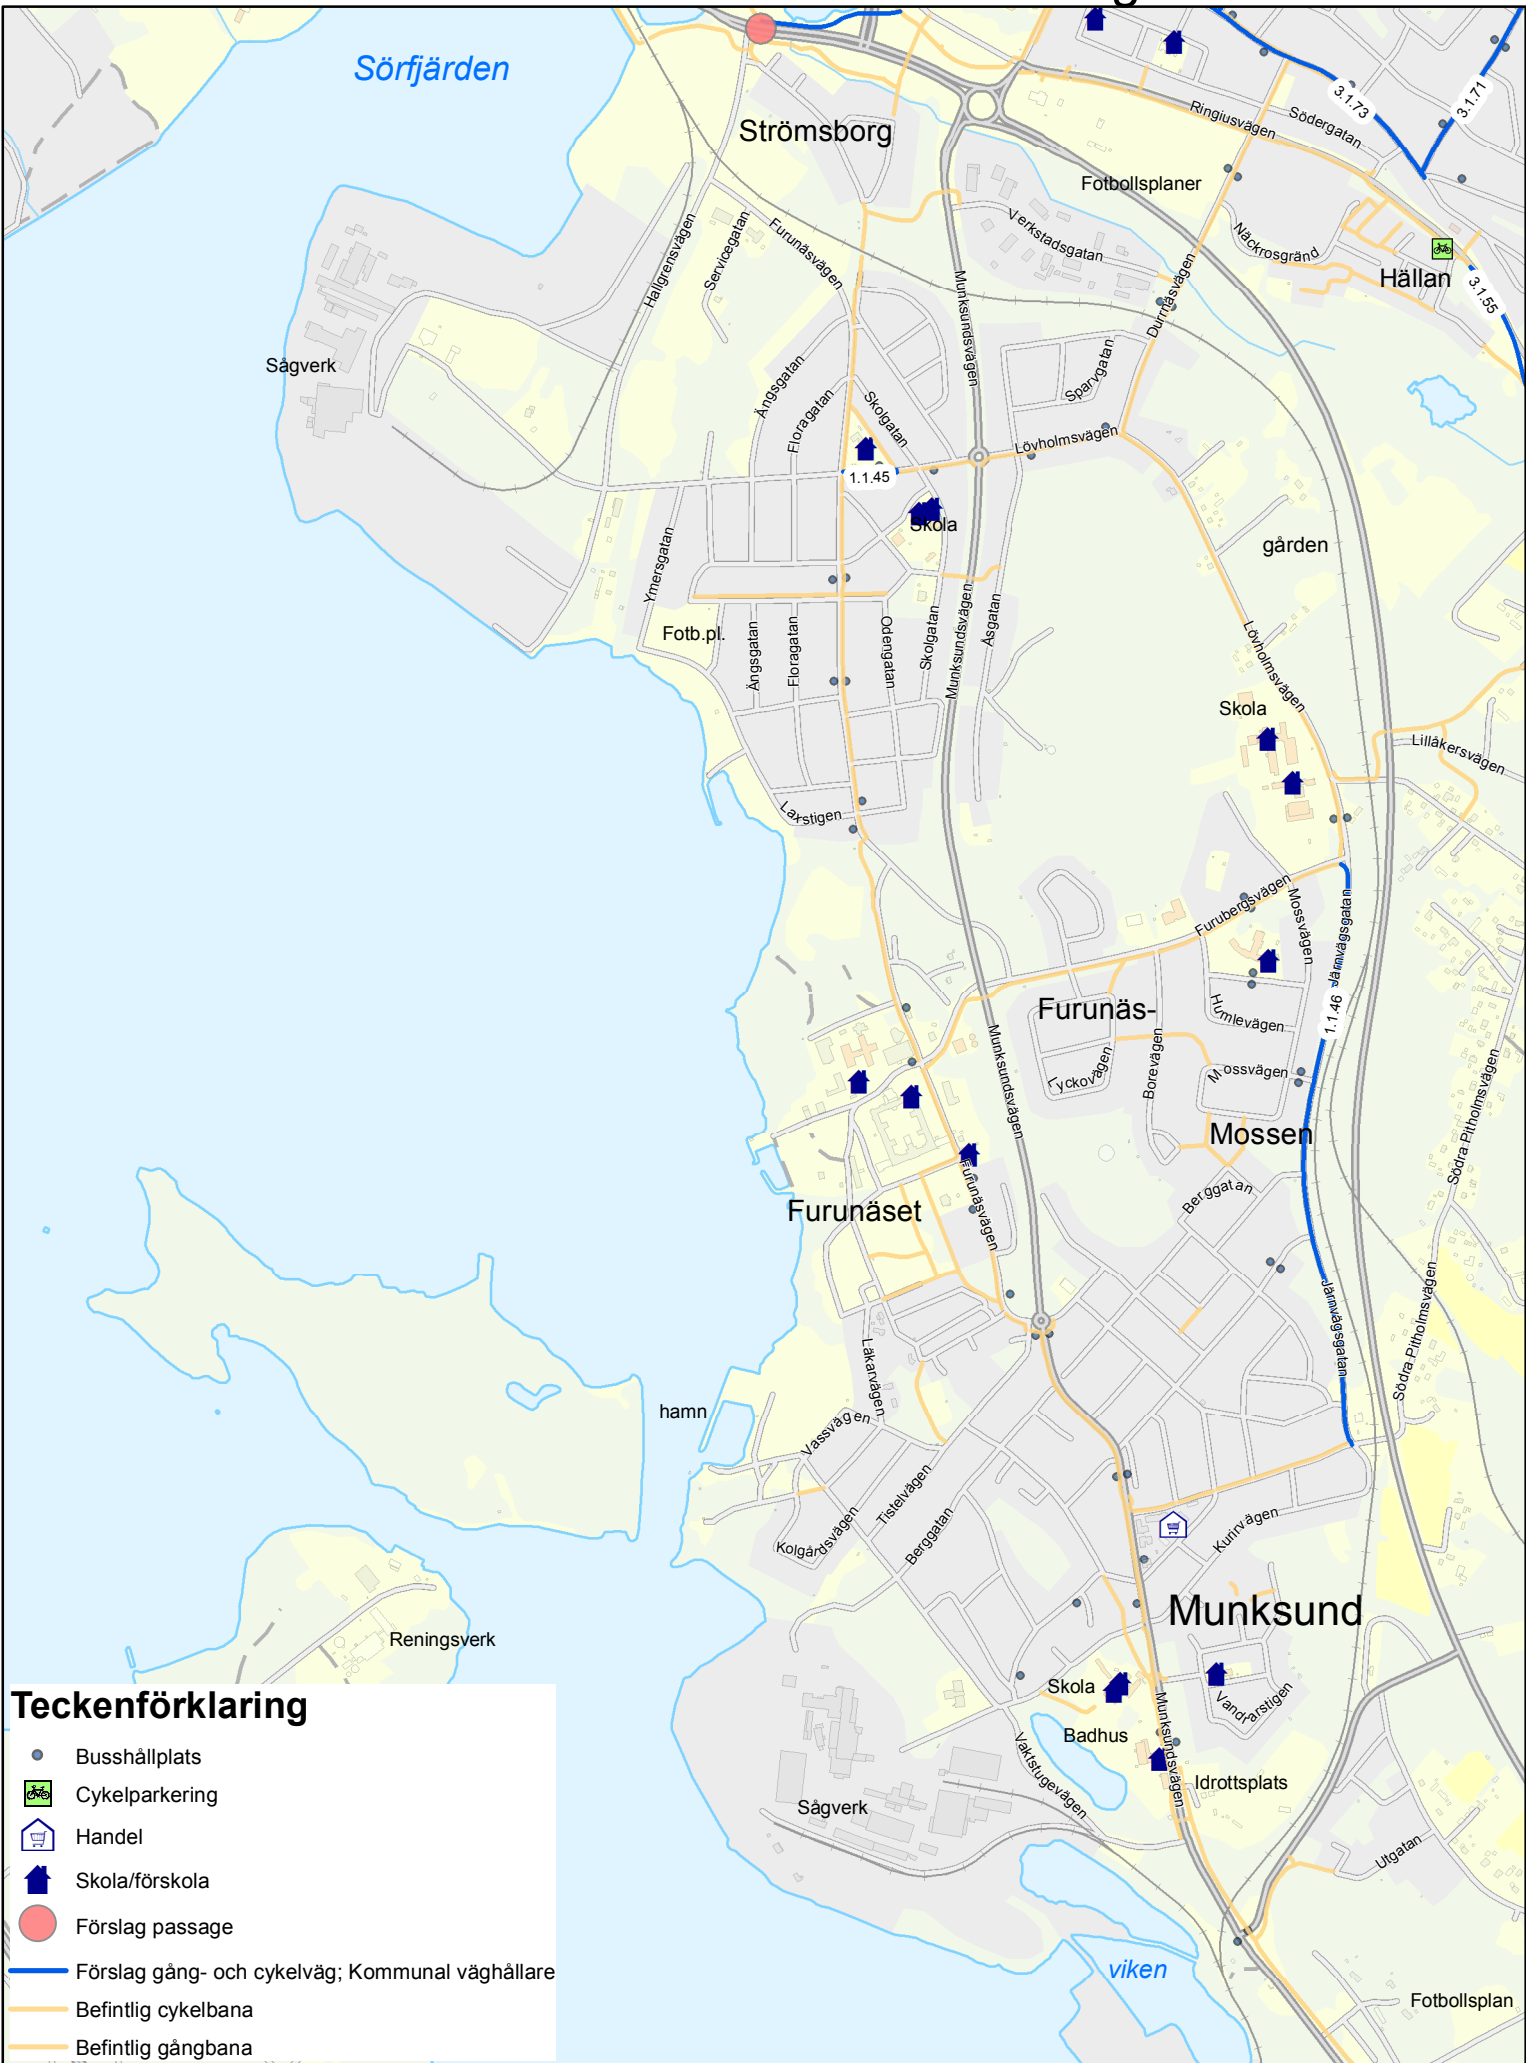 Sörfjärden
Strömsborg
Ringiusvägen
Södergatan
3.1.73
3.1.71
Fotbollsplaner
Verkstadsgatan
Näckrosgränd
Hällan
3.1.55
Hallgrensvägen
Servicegatan
Furunäsvägen
Munksundsvägen
Durrnäsvägen
Sågverk
Ängsgatan
Floragatan
Skolgatan
Sparvgatan
Lövholmsvägen
1.1.45
Skola
gården
Ymersgatan
Fotb.pl.
Ängsgatan
Floragatan
Odengatan
Skolgatan
Munksundsvägen
Åsgatan
Lövholmsvägen
Skola
Lillåkersvägen
Laxstigen
Furubergsvägen
Mossvägen
Järnvägsgatan
Furunäs-
Humlevägen
1.1.46
Munksundsvägen
Lyckovägen
Borevägen
Mossvägen
Södra Pitholmsvägen
Mossen
Furunäsvägen
Berggatan
Furunäset
Järnvägsgatan
Södra Pitholmsvägen
Läkarvägen
hamn
Vassvägen
Tistelvägen
Kolgårdsvägen
Berggatan
Kurirvägen
Munksund
Reningsverk
Skola
Vandrarstigen
Badhus
Munksundsvägen
Vaktstugevägen
Idrottsplats
Sågverk
Utgatan
viken
Fotbollsplan
Teckenförklaring
Busshållplats
Cykelparkering
Handel
Skola/förskola
Förslag passage
Förslag gång- och cykelväg; Kommunal väghållare
Befintlig cykelbana
Befintlig gångbana